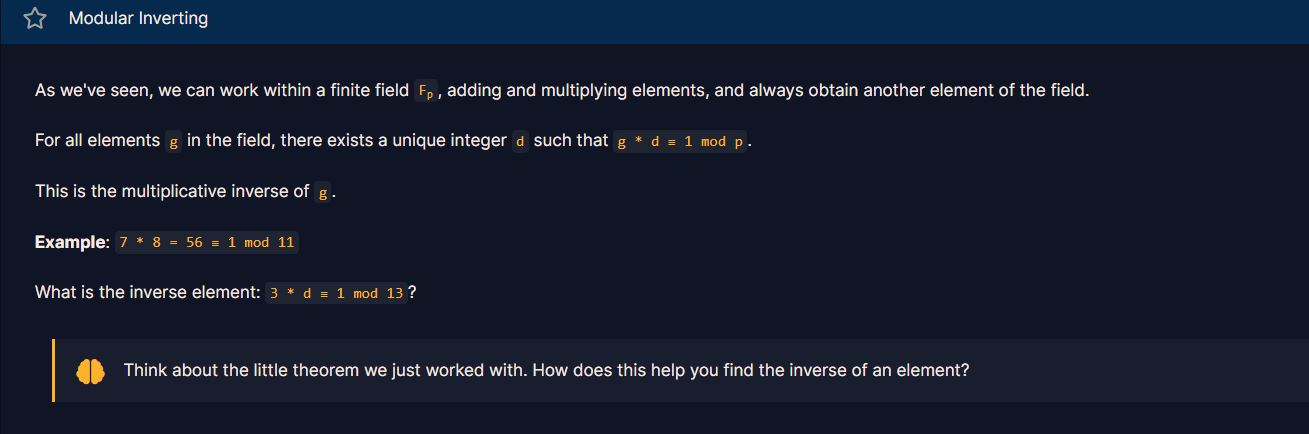 Modular Inverting
As we've seen, we can work within a finite field Fₚ, adding and multiplying elements, and always obtain another element of the field.
For all elements g in the field, there exists a unique integer d such that g * d ≡ 1 mod p.
This is the multiplicative inverse of g.
Example: 7 * 8 = 56 ≡ 1 mod 11
What is the inverse element: 3 * d ≡ 1 mod 13?
Think about the little theorem we just worked with. How does this help you find the inverse of an element?